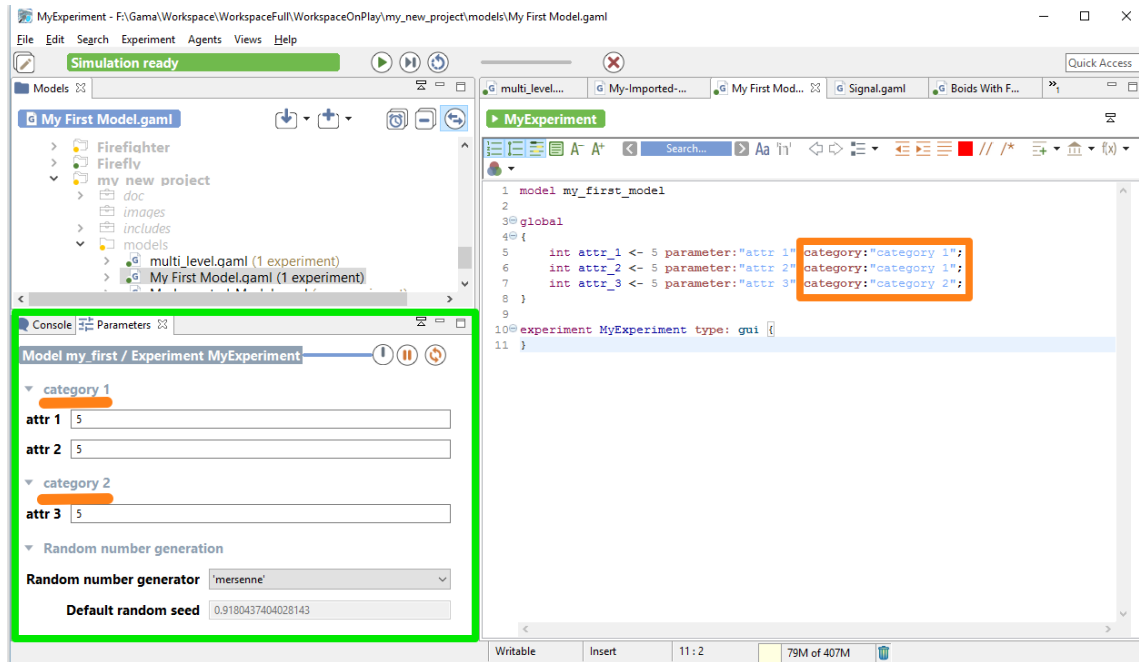 MyExperiment - F:\Gama\Workspace\WorkspaceFull\WorkspaceOnPlay\my_new_project\models\My First Model.gaml
File Edit Search Experiment Agents Views Help
Simulation ready
Quick Access
Models
My First Model.gaml
Firefighter
Firefly
my new project
doc
images
includes
models
multi_level.gaml (1 experiment)
My First Model.gaml (1 experiment)
Console Parameters
Model my_first / Experiment MyExperiment
category 1
attr 1 5
attr 2 5
category 2
attr 3 5
Random number generation
Random number generator 'mersenne'
Default random seed 0.9180437404028143
multi_level.... My-Imported-... My First Mod... Signal.gaml Boids With F... »1
MyExperiment
A- A+ Search... Aa 'in' // /* f(x)
1 model my_first_model
2
3 global
4 {
5 int attr_1 <- 5 parameter:"attr 1" category:"category 1";
6 int attr_2 <- 5 parameter:"attr 2" category:"category 1";
7 int attr_3 <- 5 parameter:"attr 3" category:"category 2";
8 }
9
10 experiment MyExperiment type: gui {
11 }
Writable Insert 11 : 2 79M of 407M